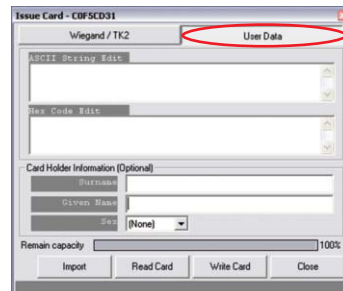 Issue Card - C0F5CD31
Wiegand / TK2
User Data
ASCII String Edit
Hex Code Edit
Card Holder Information (Optional)
Surname
Given Name
Sex
(None)
Remain capacity
100%
Import
Read Card
Write Card
Close